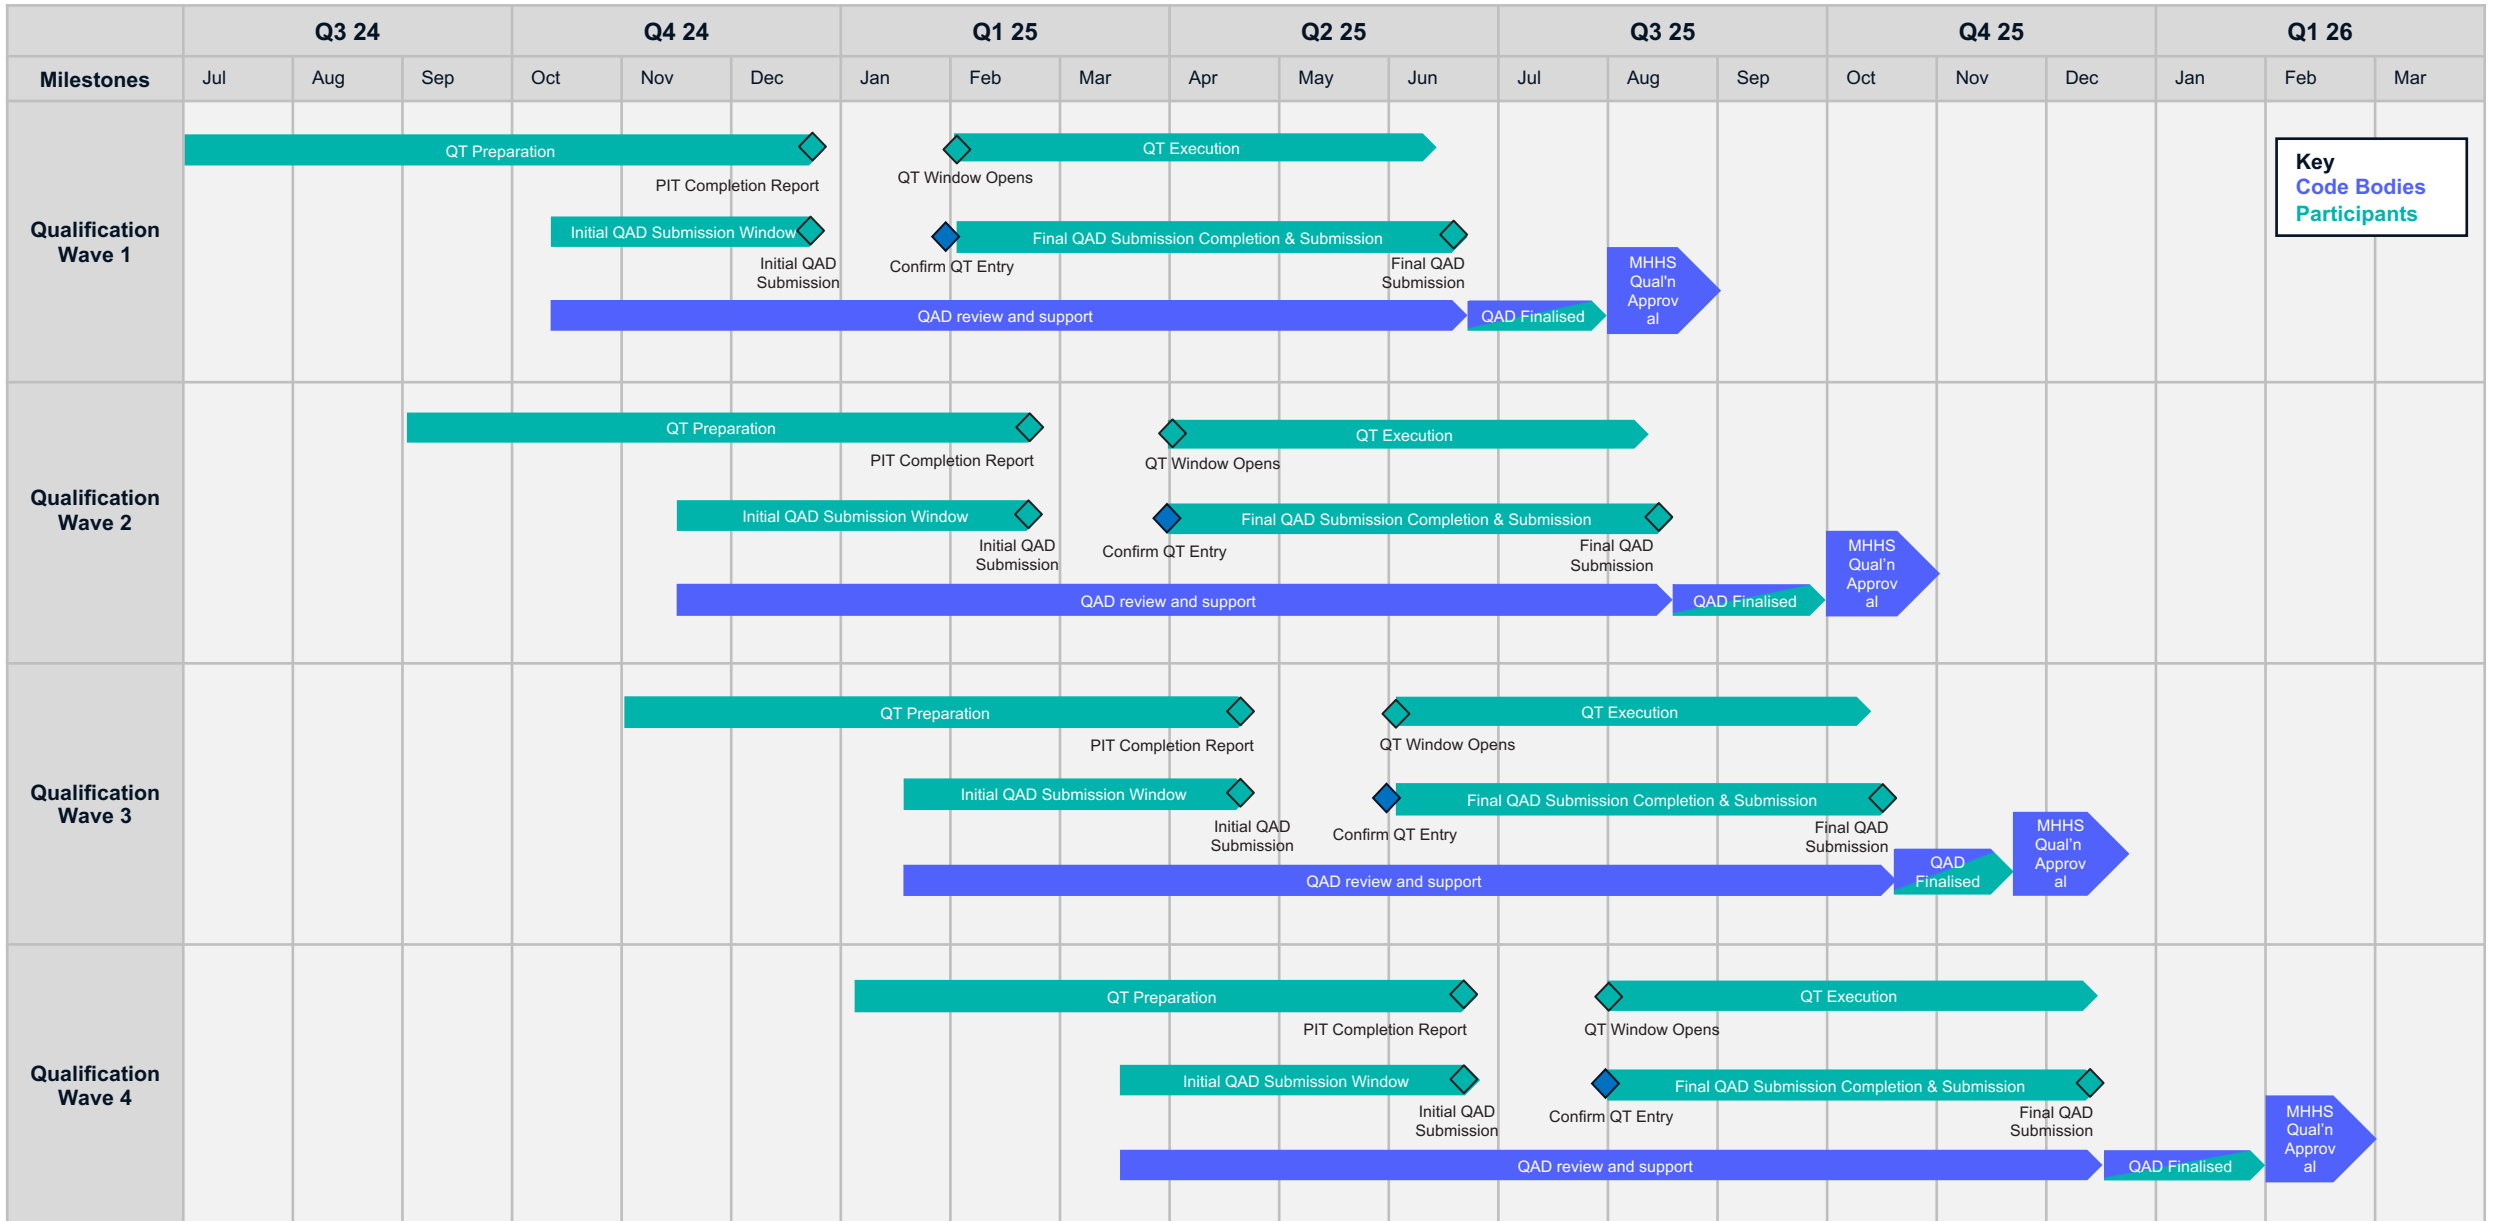 Q3 24
Q4 24
Q1 25
Q2 25
Q3 25
Q4 25
Q1 26
Milestones
Jul
Aug
Sep
Oct
Nov
Dec
Jan
Feb
Mar
Apr
May
Jun
Jul
Aug
Sep
Oct
Nov
Dec
Jan
Feb
Mar
Key
Code Bodies
Participants
Qualification
Wave 1
QT Preparation
PIT Completion Report
QT Window Opens
QT Execution
Initial QAD Submission Window
Initial QAD
Submission
Confirm QT Entry
Final QAD Submission Completion & Submission
Final QAD
Submission
QAD review and support
QAD Finalised
MHHS
Qual'n
Approv
al
Qualification
Wave 2
QT Preparation
PIT Completion Report
QT Window Opens
QT Execution
Initial QAD Submission Window
Initial QAD
Submission
Confirm QT Entry
Final QAD Submission Completion & Submission
Final QAD
Submission
QAD review and support
QAD Finalised
MHHS
Qual'n
Approv
al
Qualification
Wave 3
QT Preparation
PIT Completion Report
QT Window Opens
QT Execution
Initial QAD Submission Window
Initial QAD
Submission
Confirm QT Entry
Final QAD Submission Completion & Submission
Final QAD
Submission
QAD review and support
QAD
Finalised
MHHS
Qual'n
Approv
al
Qualification
Wave 4
QT Preparation
PIT Completion Report
QT Window Opens
QT Execution
Initial QAD Submission Window
Initial QAD
Submission
Confirm QT Entry
Final QAD Submission Completion & Submission
Final QAD
Submission
QAD review and support
QAD Finalised
MHHS
Qual'n
Approv
al